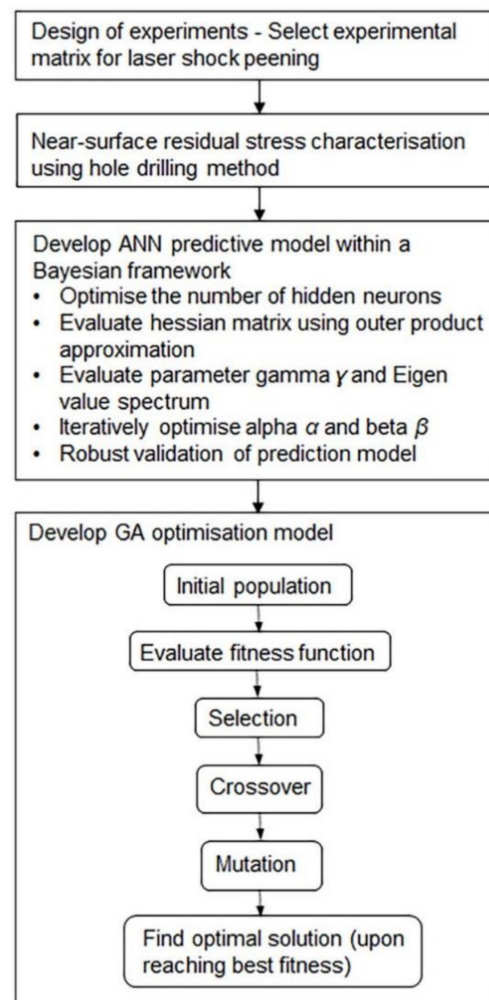 Design of experiments - Select experimental
matrix for laser shock peening
Near-surface residual stress characterisation
using hole drilling method
Develop ANN predictive model within a
Bayesian framework
• Optimise the number of hidden neurons
• Evaluate hessian matrix using outer product
approximation
• Evaluate parameter gamma γ and Eigen
value spectrum
• Iteratively optimise alpha α and beta β
• Robust validation of prediction model
Develop GA optimisation model
Initial population
Evaluate fitness function
Selection
Crossover
Mutation
Find optimal solution (upon
reaching best fitness)